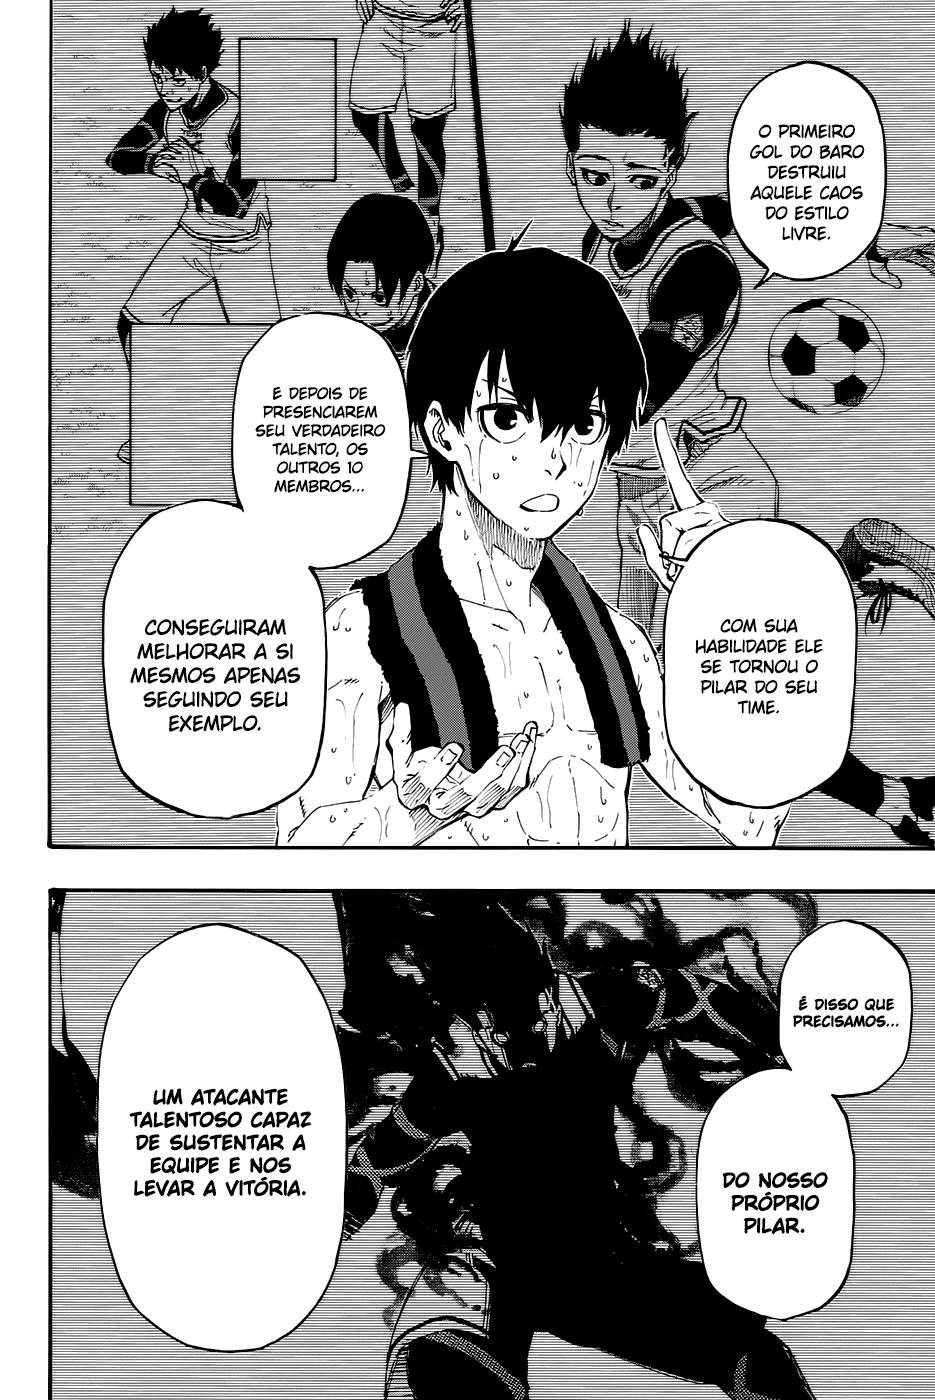 O PRIMEIRO
GOL DO BARO
DESTRUIU
AQUELE CAOS
DO ESTILO
LIVRE.
COM SUA
HABILIDADE ELE
SE TORNOU O
PILAR DO SEU
TIME.
E DEPOIS DE
PRESENCIAREM
SEU VERDADEIRO
TALENTO, OS
OUTROS 10
MEMBROS...
CONSEGUIRAM
MELHORAR A SI
MESMOS APENAS
SEGUINDO SEU
EXEMPLO.
É DISSO QUE
PRECISAMOS...
DO NOSSO
PRÓPRIO
PILAR.
UM ATACANTE
TALENTOSO CAPAZ
DE SUSTENTAR A
EQUIPE E NOS
LEVAR A VITÓRIA.